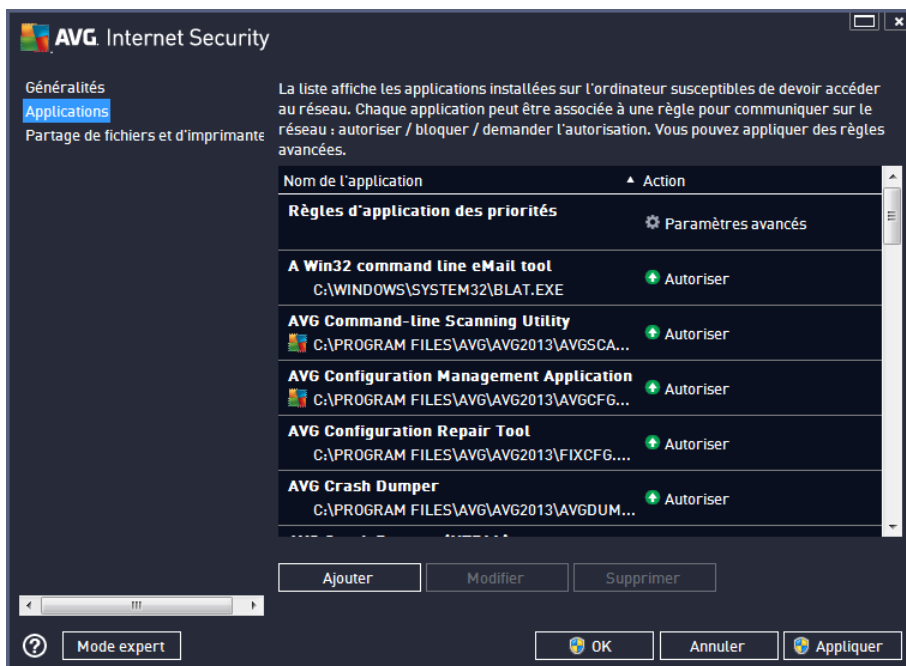 AVG. Internet Security
Généralités
Applications
Partage de fichiers et d'imprimante
La liste affiche les applications installées sur l'ordinateur susceptibles de devoir accéder
au réseau. Chaque application peut être associée à une règle pour communiquer sur le
réseau : autoriser / bloquer / demander l'autorisation. Vous pouvez appliquer des règles
avancées.
Nom de l'application Action
Règles d'application des priorités
Paramètres avancés
A Win32 command line eMail tool
C:\WINDOWS\SYSTEM32\BLAT.EXE
Autoriser
AVG Command-line Scanning Utility
C:\PROGRAM FILES\AVG\AVG2013\AVGSCA...
Autoriser
AVG Configuration Management Application
C:\PROGRAM FILES\AVG\AVG2013\AVGCFG...
Autoriser
AVG Configuration Repair Tool
C:\PROGRAM FILES\AVG\AVG2013\FIXCFG....
Autoriser
AVG Crash Dumper
C:\PROGRAM FILES\AVG\AVG2013\AVGDUM...
Autoriser
Ajouter Modifier Supprimer
Mode expert OK Annuler Appliquer